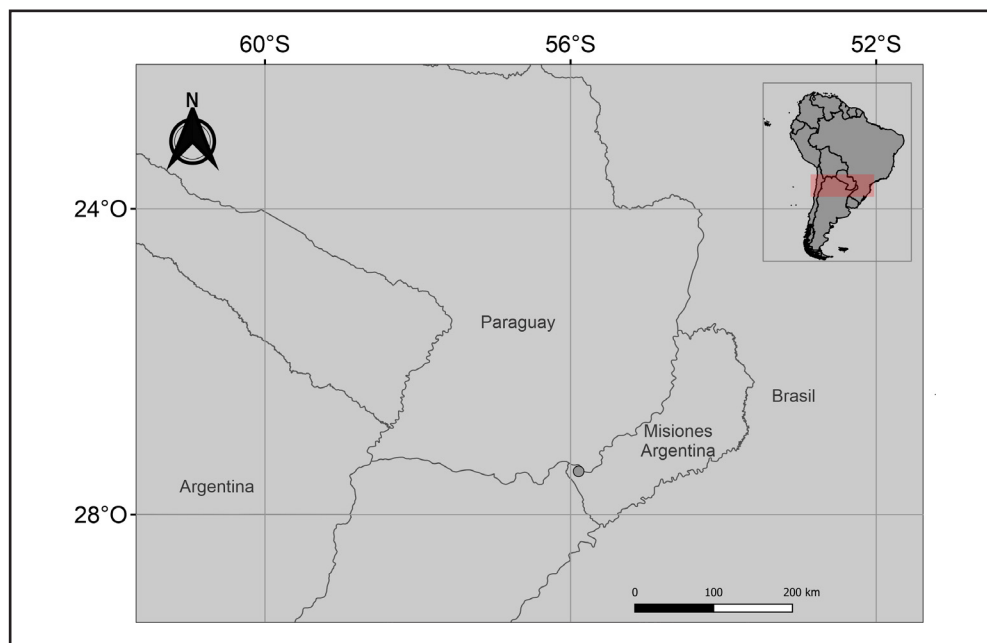 60°S 56°S 52°S
N
24°O
Paraguay
Brasil
Misiones
Argentina
Argentina
28°O
0 100 200 km